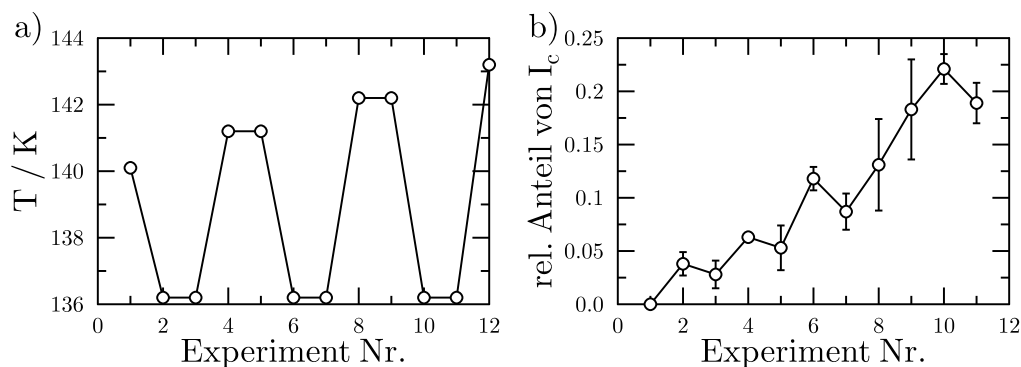 a)
144
142
140
138
136
T / K
0 2 4 6 8 10 12
Experiment Nr.
b)
0.25
0.2
0.15
0.1
0.05
0.0
rel. Anteil von I_c
0 2 4 6 8 10 12
Experiment Nr.